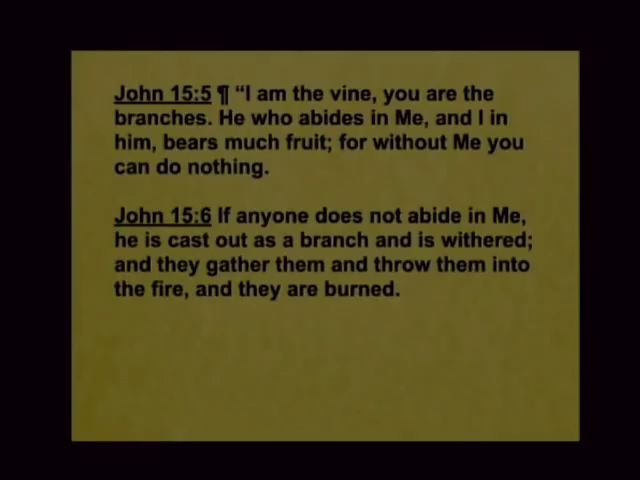 John 15:5 ¶ “I am the vine, you are the
branches. He who abides in Me, and I in
him, bears much fruit; for without Me you
can do nothing.
John 15:6 If anyone does not abide in Me,
he is cast out as a branch and is withered;
and they gather them and throw them into
the fire, and they are burned.